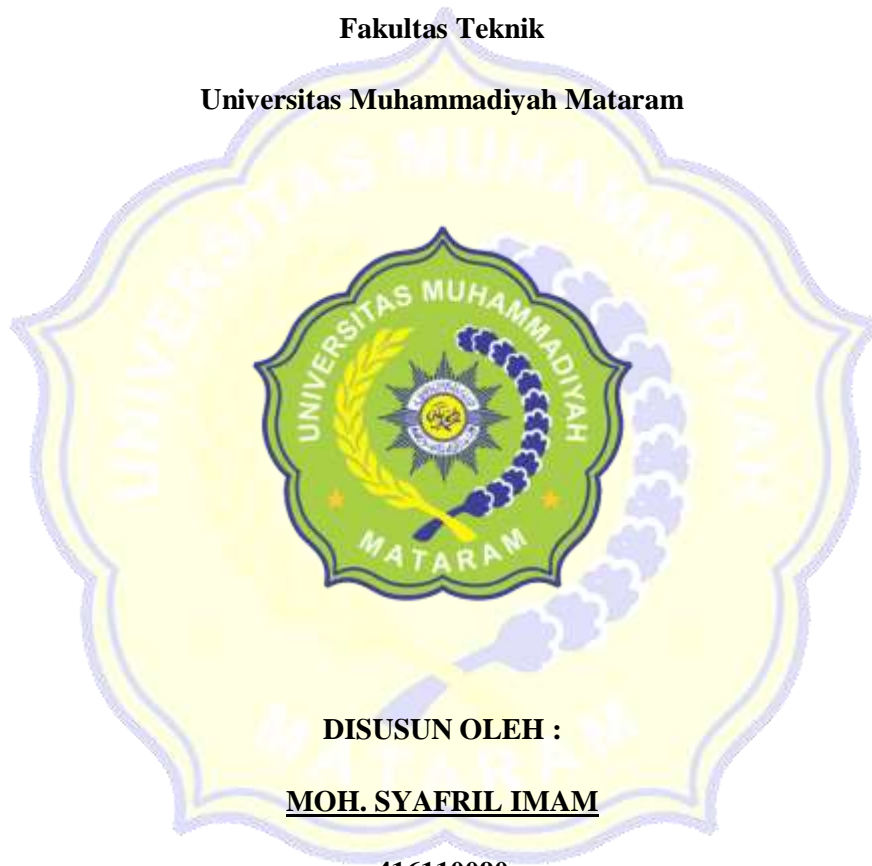 Fakultas Teknik
Universitas Muhammadiyah Mataram
UNIVERSITAS MUHAMMADIYAH
MATARAM
DISUSUN OLEH :
MOH. SYAFRIL IMAM